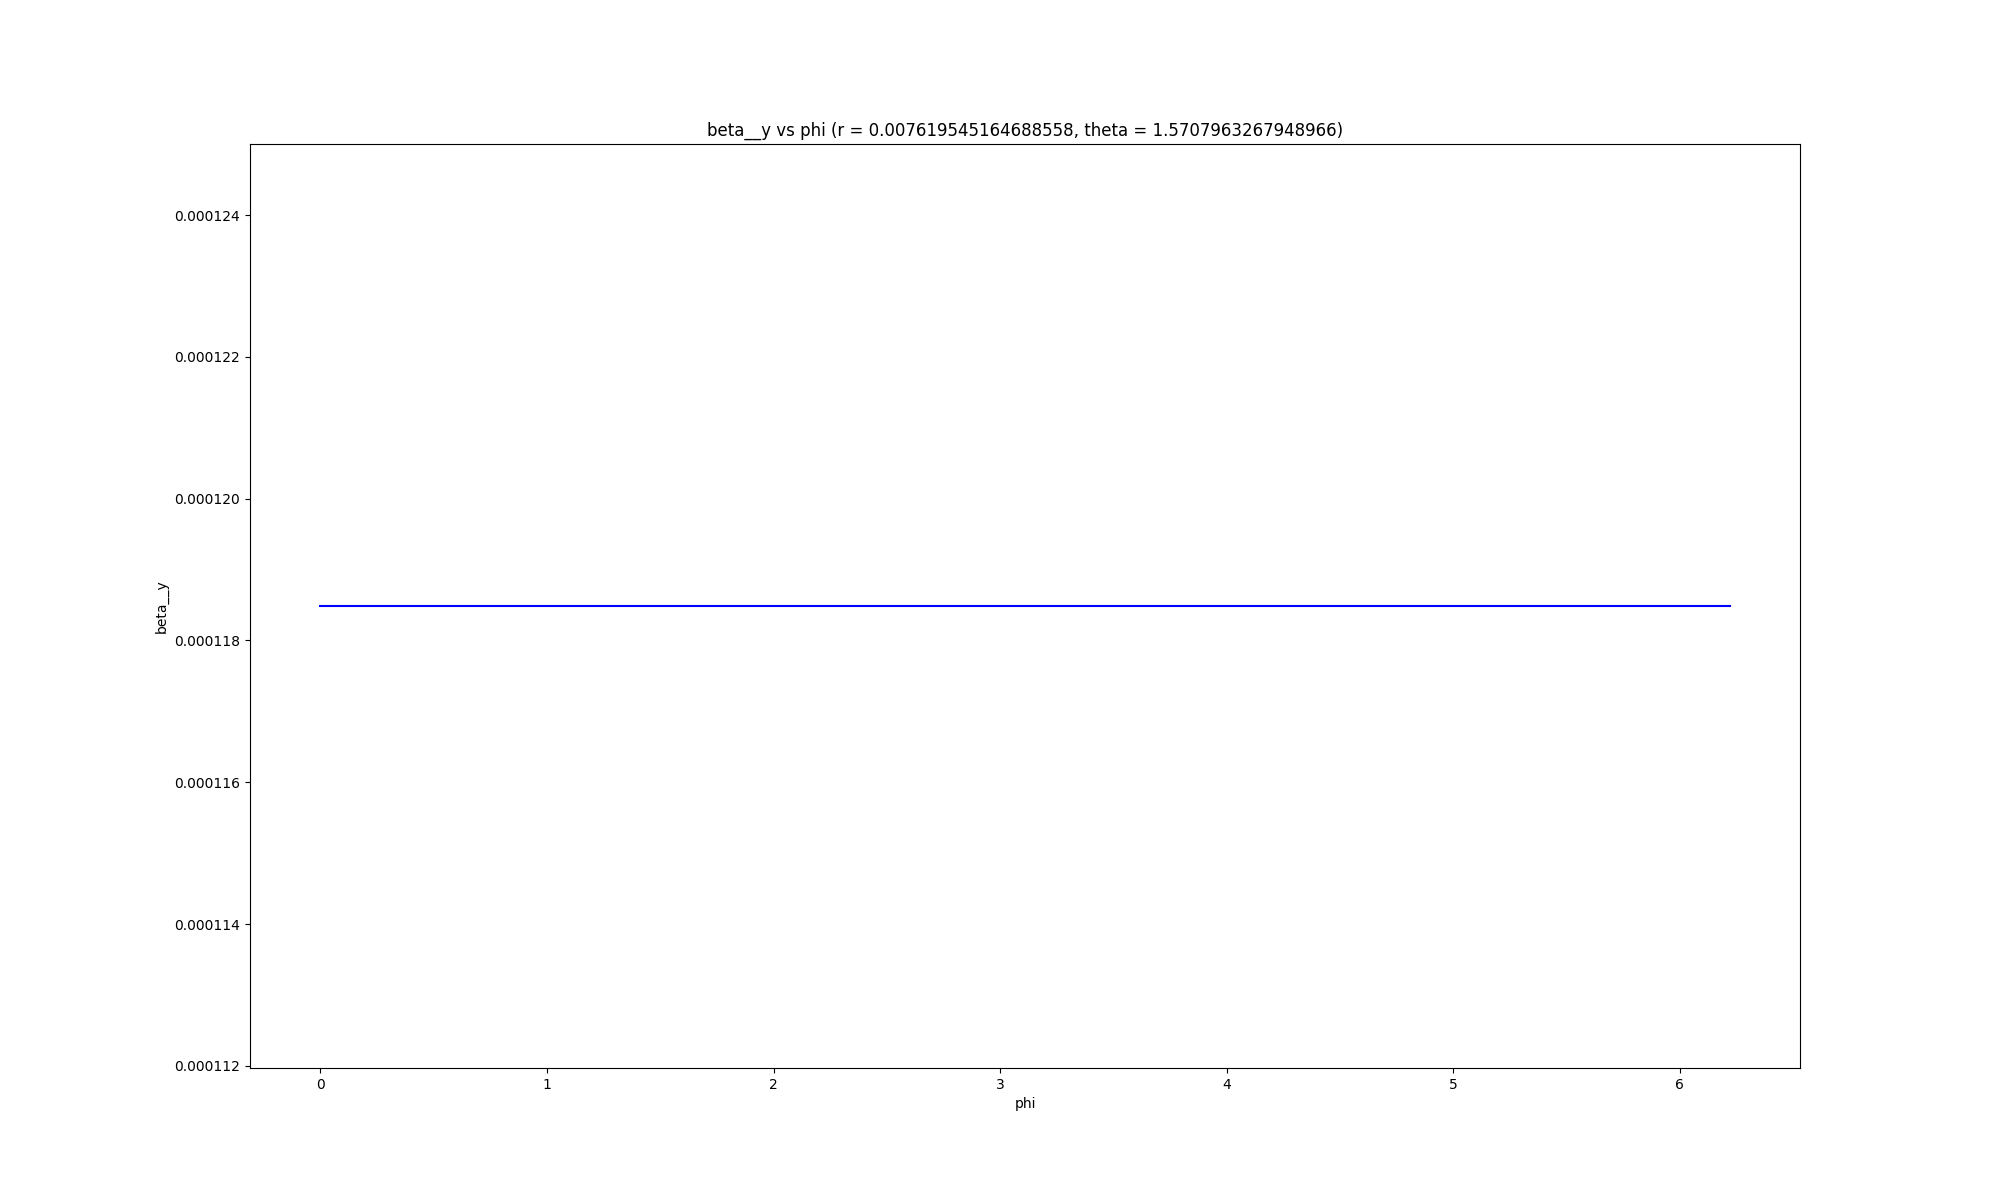 beta__y vs phi (r = 0.007619545164688558, theta = 1.5707963267948966)
0.000124
0.000122
0.000120
0.000118
0.000116
0.000114
0.000112
beta__y
0 1 2 3 4 5 6
phi